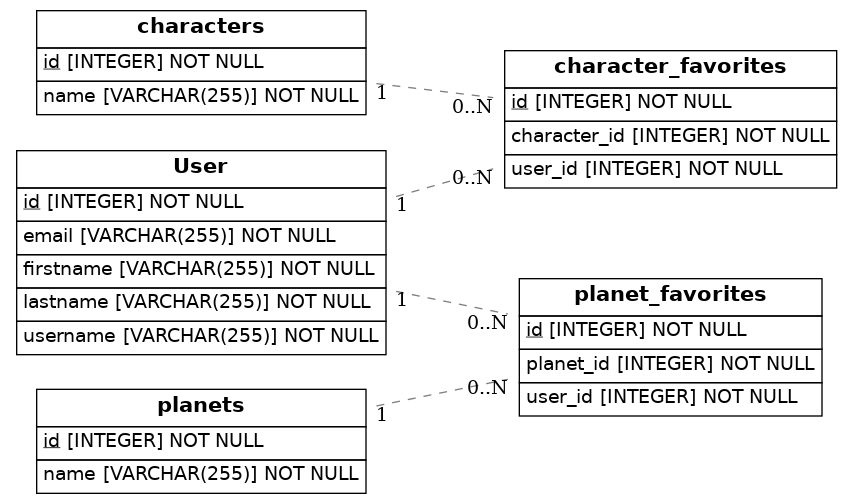 characters
id [INTEGER] NOT NULL
name [VARCHAR(255)] NOT NULL
1
0..N
character_favorites
id [INTEGER] NOT NULL
character_id [INTEGER] NOT NULL
user_id [INTEGER] NOT NULL
User
id [INTEGER] NOT NULL
email [VARCHAR(255)] NOT NULL
firstname [VARCHAR(255)] NOT NULL
lastname [VARCHAR(255)] NOT NULL
username [VARCHAR(255)] NOT NULL
1
0..N
1
0..N
planet_favorites
id [INTEGER] NOT NULL
planet_id [INTEGER] NOT NULL
user_id [INTEGER] NOT NULL
planets
id [INTEGER] NOT NULL
name [VARCHAR(255)] NOT NULL
1
0..N